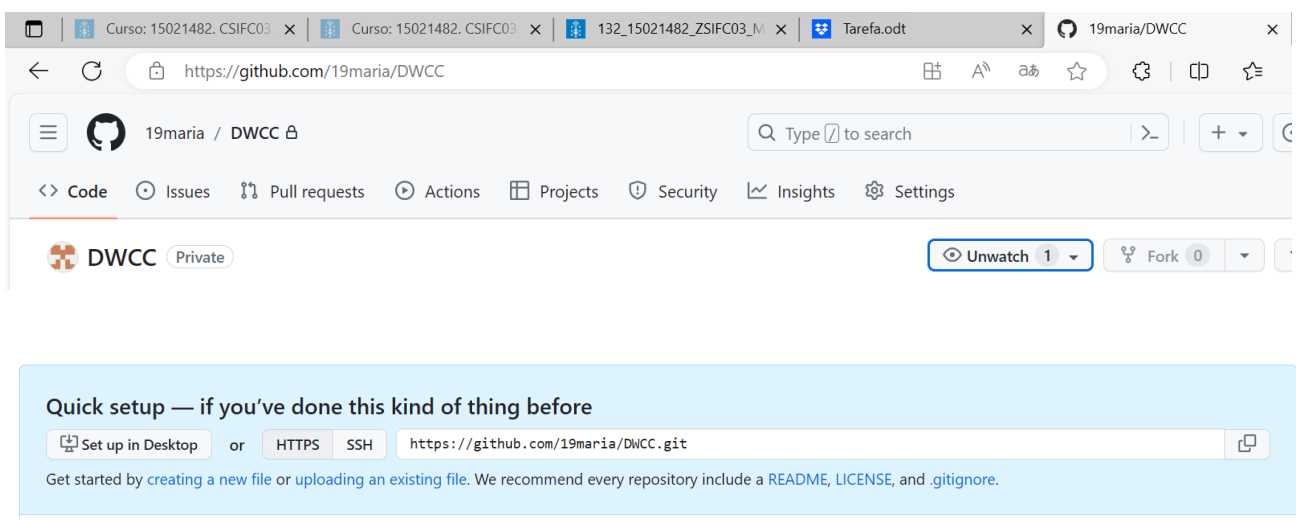 Curso: 15021482. CSIFC03. Curso: 15021482. CSIFC03. 132_15021482_ZSIFC03_M Tarefa.odt 19maria/DWCC
https://github.com/19maria/DWCC
19maria / DWCC Type / to search
Code Issues Pull requests Actions Projects Security Insights Settings
DWCC Private Unwatch 1 Fork 0
Quick setup — if you’ve done this kind of thing before
Set up in Desktop or HTTPS SSH https://github.com/19maria/DWCC.git
Get started by creating a new file or uploading an existing file. We recommend every repository include a README, LICENSE, and .gitignore.